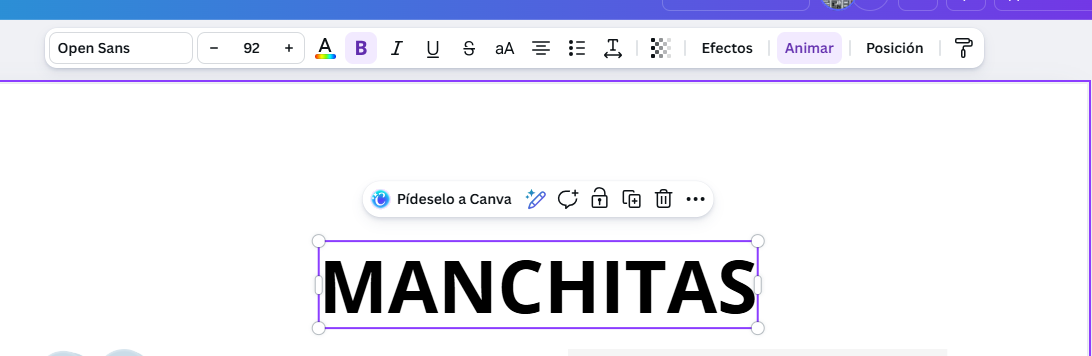 Open Sans – 92 + A B I U S aA T Efectos Animar Posición
Pídeselo a Canva
MANCHITAS